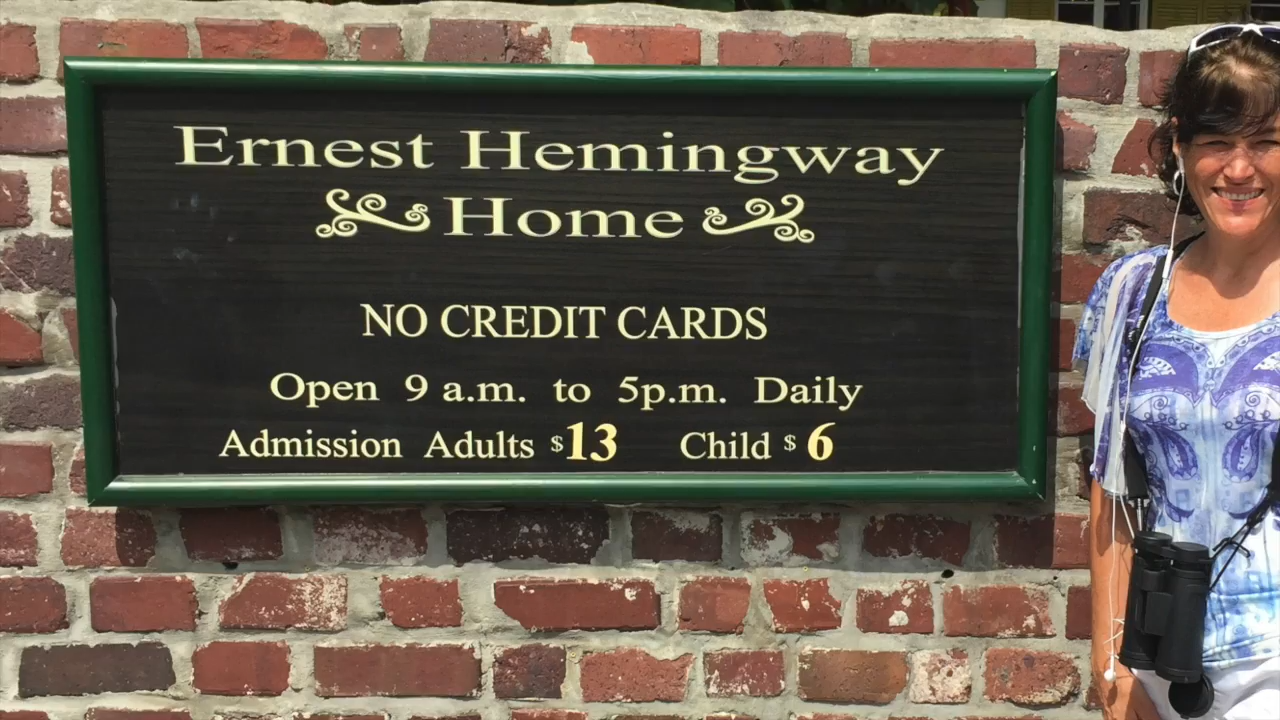 Ernest Hemingway
Home
NO CREDIT CARDS
Open 9 a.m. to 5p.m. Daily
Admission Adults $13 Child $6